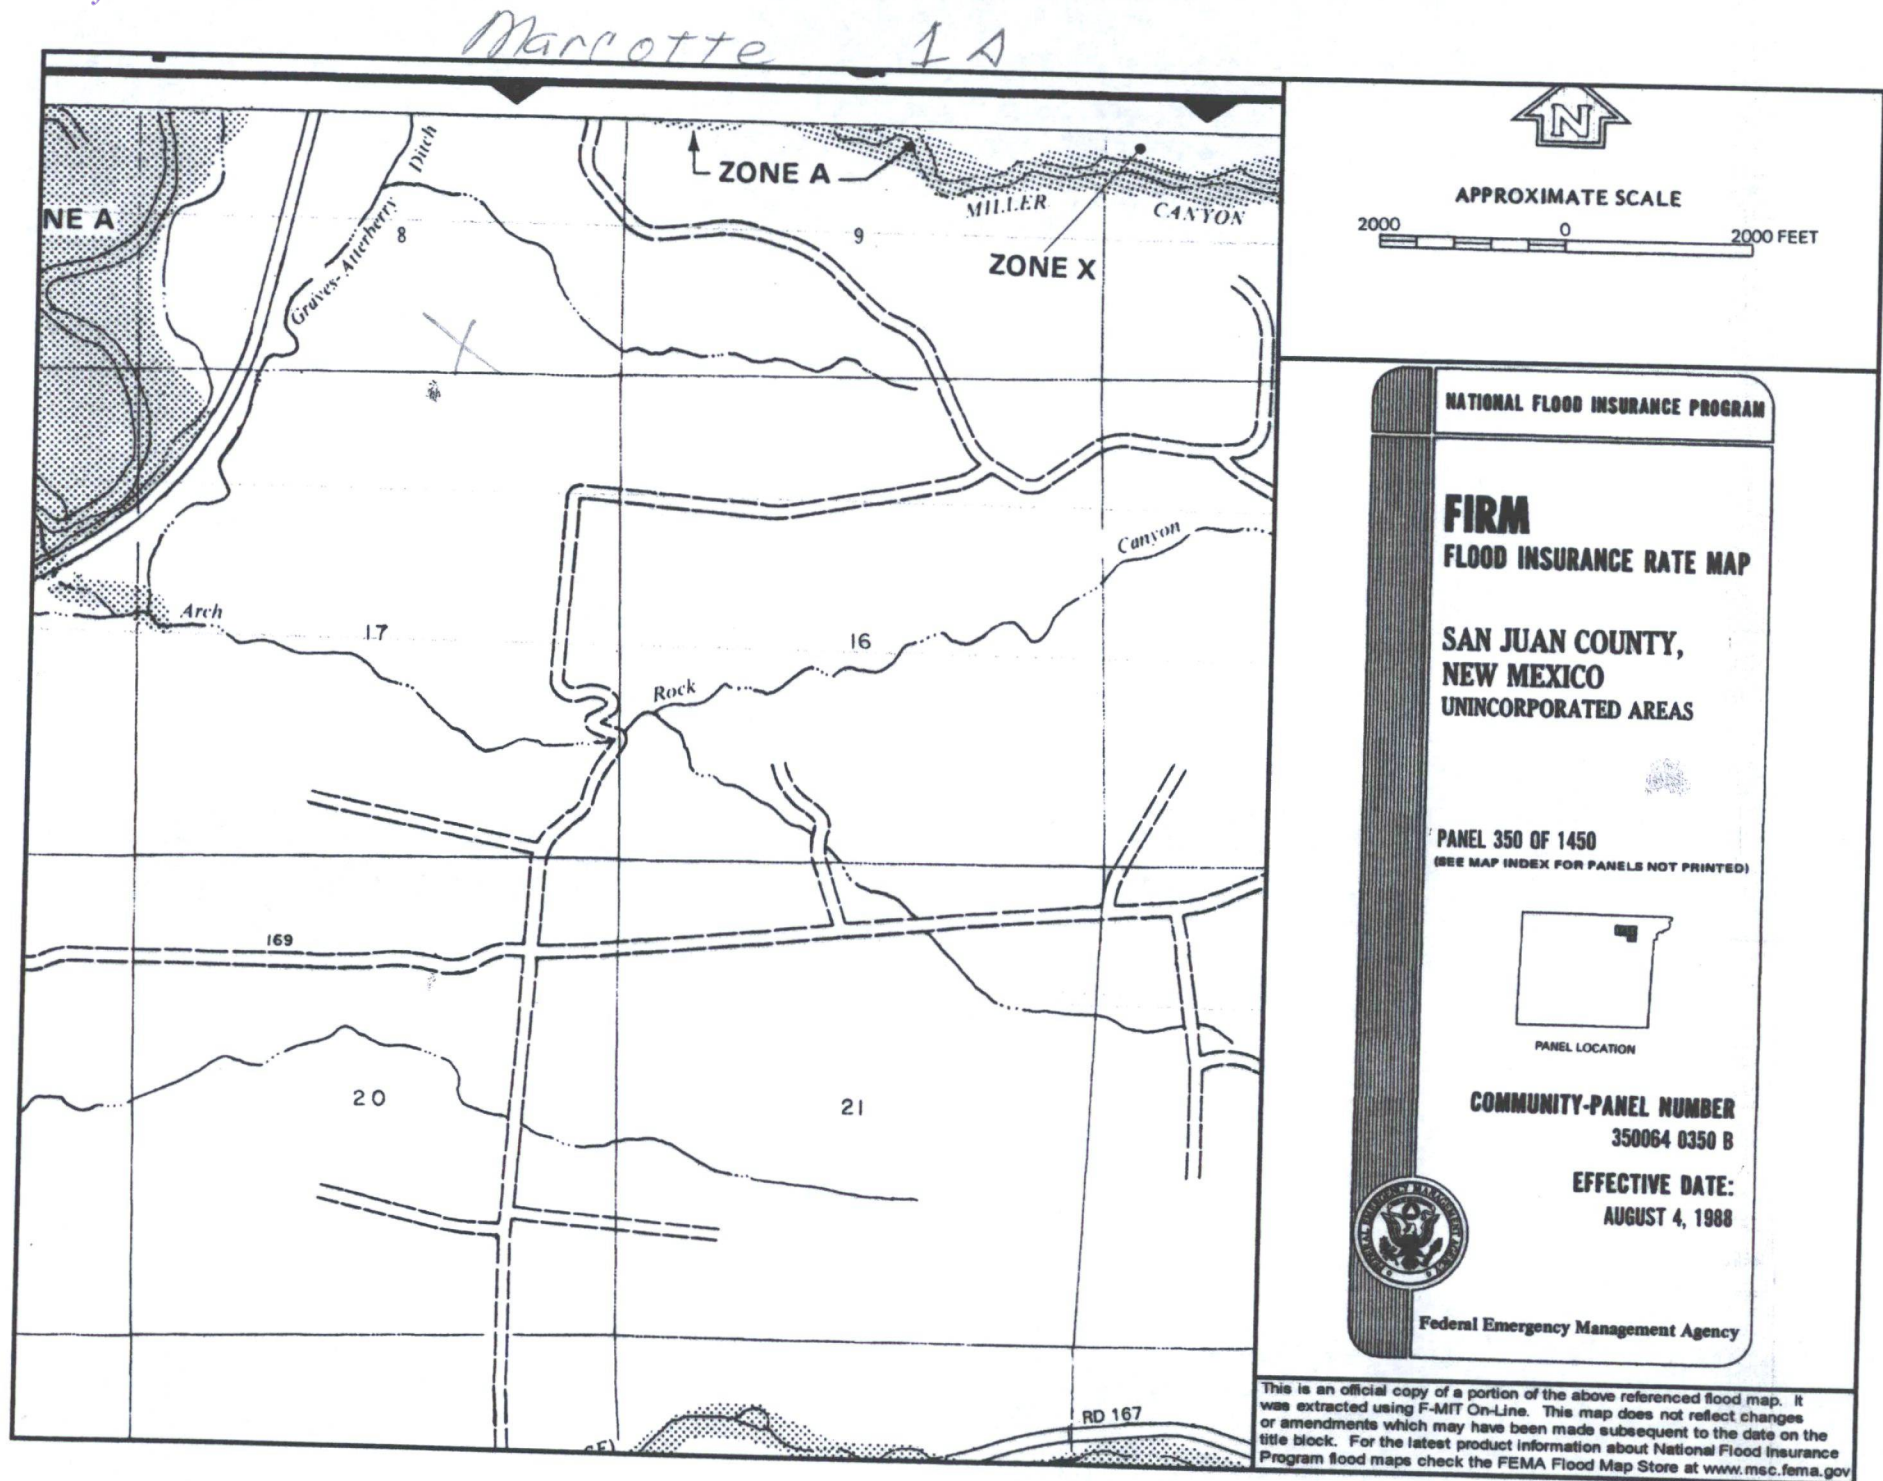 Marcotte 1A
N
ZONE A
NE A
Ditch
Graves-Atterberry
8
9
MILLER CANYON
ZONE X
APPROXIMATE SCALE
2000 0 2000 FEET
NATIONAL FLOOD INSURANCE PROGRAM
FIRM
FLOOD INSURANCE RATE MAP
SAN JUAN COUNTY,
NEW MEXICO
UNINCORPORATED AREAS
PANEL 350 OF 1450
(SEE MAP INDEX FOR PANELS NOT PRINTED)
PANEL LOCATION
COMMUNITY-PANEL NUMBER
350064 0350 B
EFFECTIVE DATE:
AUGUST 4, 1988
Federal Emergency Management Agency
Canyon
Arch
17
16
Rock
169
20
21
RD 167
This is an official copy of a portion of the above referenced flood map. It
was extracted using F-MIT On-Line. This map does not reflect changes
or amendments which may have been made subsequent to the date on the
title block. For the latest product information about National Flood Insurance
Program flood maps check the FEMA Flood Map Store at www.msc.fema.gov